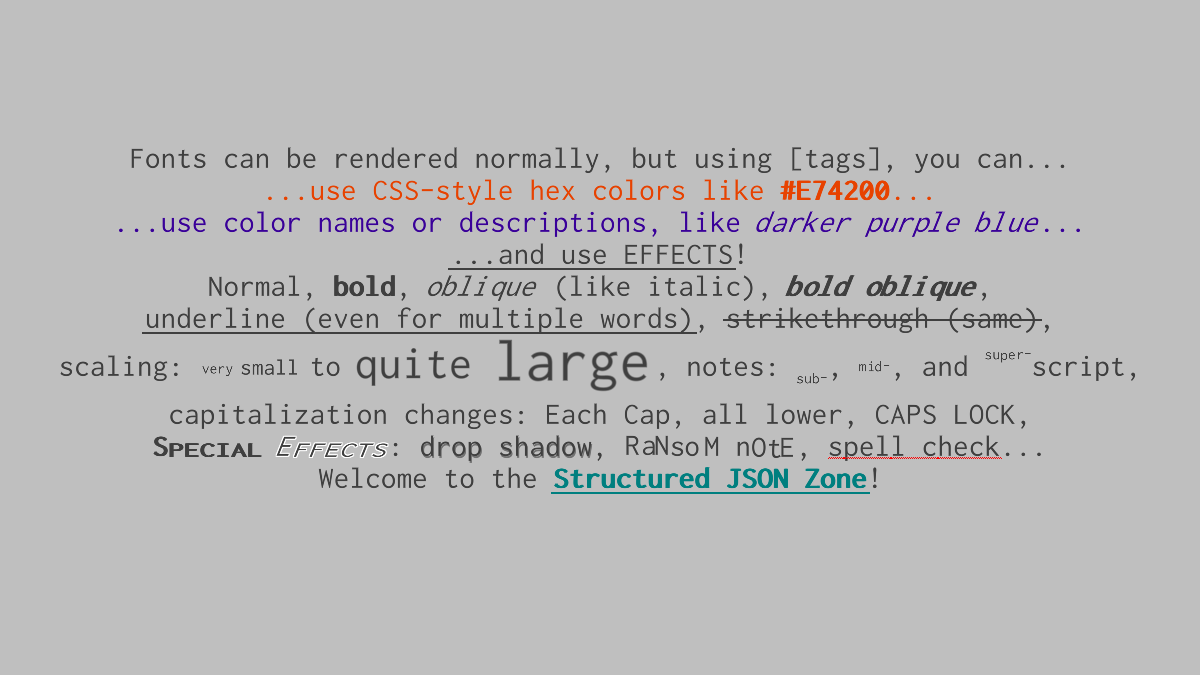 Fonts can be rendered normally, but using [tags], you can...
...use CSS-style hex colors like #E74200...
...use color names or descriptions, like darker purple blue...
...and use EFFECTS!
Normal, bold, oblique (like italic), bold oblique,
underline (even for multiple words), strikethrough (same),
scaling: very small to quite large, notes: sub-, mid-, and super-script,
capitalization changes: Each Cap, all lower, CAPS LOCK,
SPECIAL EFFECTS: drop shadow, RaNsoM nOtE, spell check...
Welcome to the Structured JSON Zone!